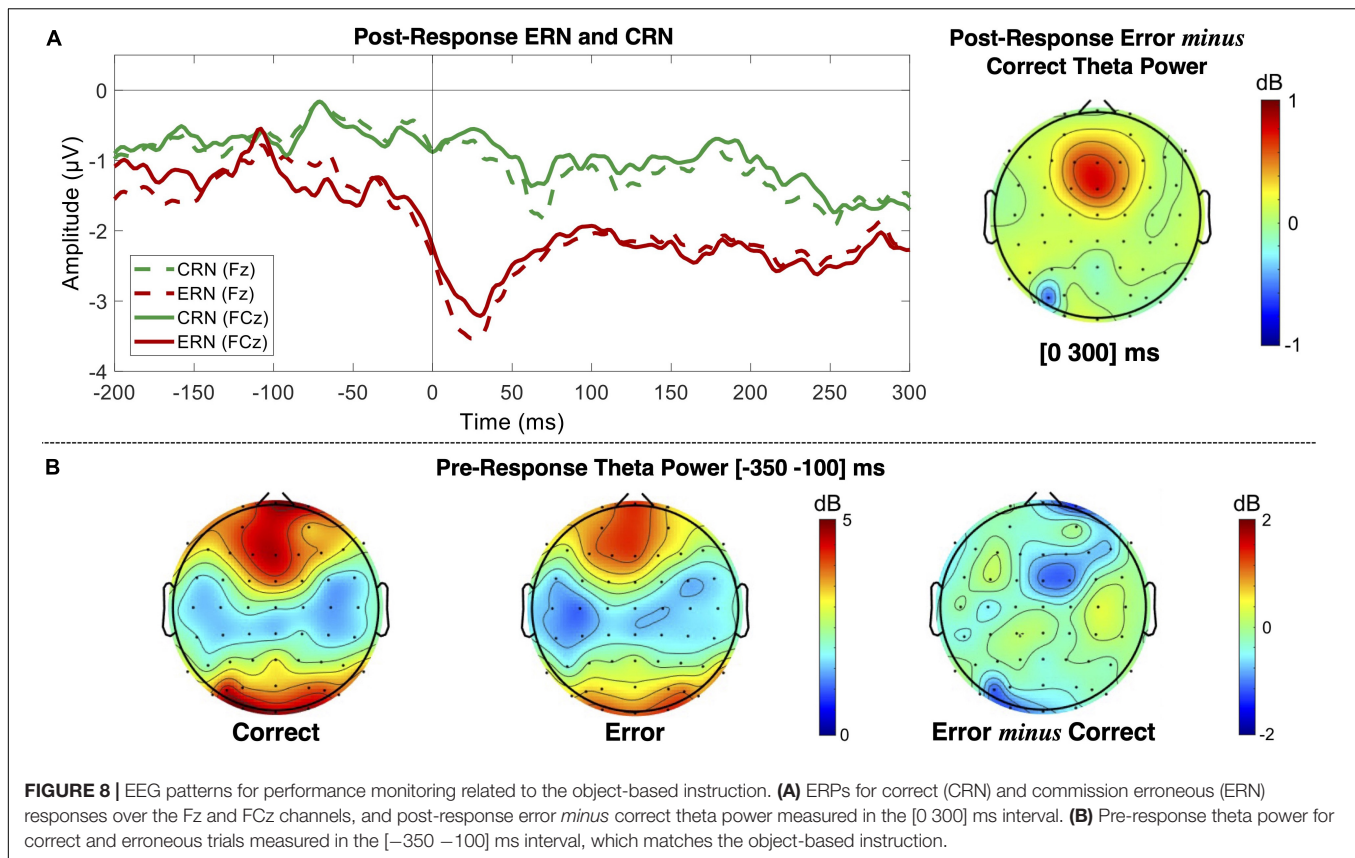 A
Post-Response ERN and CRN
Amplitude (µV)
0
-1
-2
-3
-4
CRN (Fz)
ERN (Fz)
CRN (FCz)
ERN (FCz)
-200 -150 -100 -50 0 50 100 150 200 250 300
Time (ms)
Post-Response Error minus
Correct Theta Power
dB
1
0
-1
[0 300] ms
B
Pre-Response Theta Power [-350 -100] ms
Correct
Error
dB
5
0
Error minus Correct
dB
2
0
-2
FIGURE 8 | EEG patterns for performance monitoring related to the object-based instruction. (A) ERPs for correct (CRN) and commission erroneous (ERN)
responses over the Fz and FCz channels, and post-response error minus correct theta power measured in the [0 300] ms interval. (B) Pre-response theta power for
correct and erroneous trials measured in the [−350 −100] ms interval, which matches the object-based instruction.